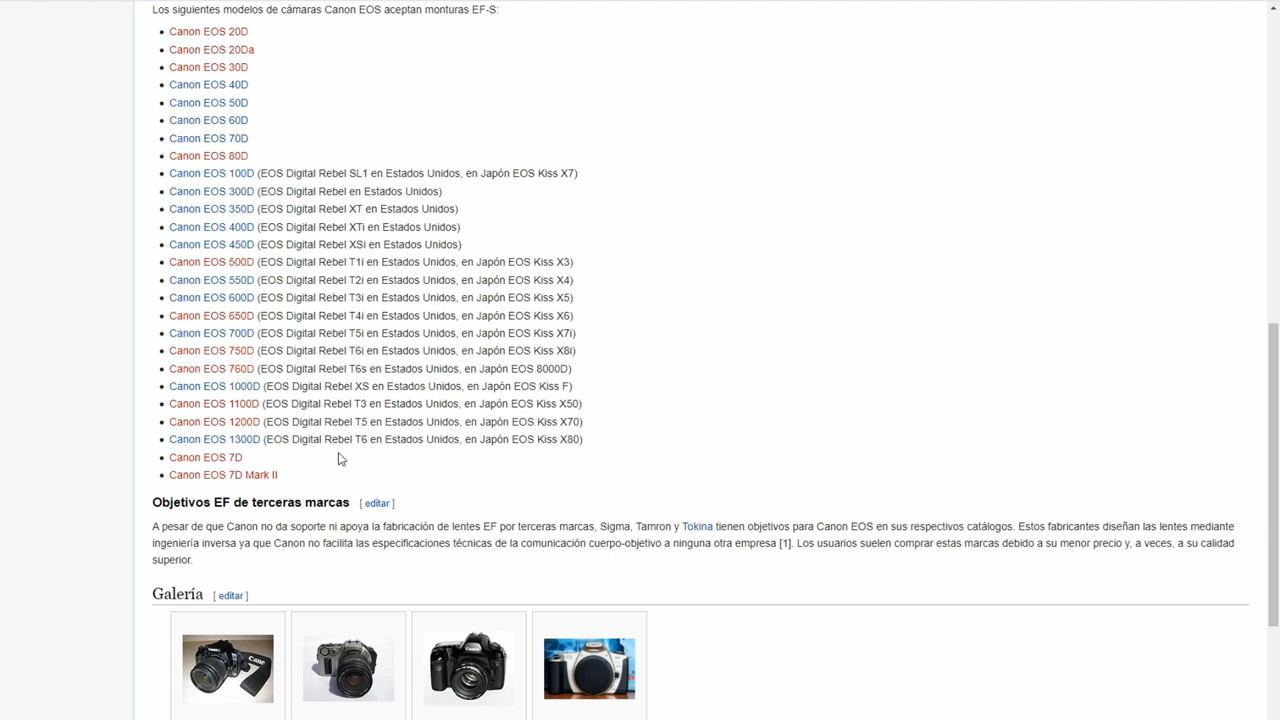 Los siguientes modelos de cámaras Canon EOS aceptan monturas EF-S:
Canon EOS 20D
Canon EOS 20Da
Canon EOS 30D
Canon EOS 40D
Canon EOS 50D
Canon EOS 60D
Canon EOS 70D
Canon EOS 80D
Canon EOS 100D (EOS Digital Rebel SL1 en Estados Unidos, en Japón EOS Kiss X7)
Canon EOS 300D (EOS Digital Rebel en Estados Unidos)
Canon EOS 350D (EOS Digital Rebel XT en Estados Unidos)
Canon EOS 400D (EOS Digital Rebel XTi en Estados Unidos)
Canon EOS 450D (EOS Digital Rebel XSi en Estados Unidos)
Canon EOS 500D (EOS Digital Rebel T1i en Estados Unidos, en Japón EOS Kiss X3)
Canon EOS 550D (EOS Digital Rebel T2i en Estados Unidos, en Japón EOS Kiss X4)
Canon EOS 600D (EOS Digital Rebel T3i en Estados Unidos, en Japón EOS Kiss X5)
Canon EOS 650D (EOS Digital Rebel T4i en Estados Unidos, en Japón EOS Kiss X6)
Canon EOS 700D (EOS Digital Rebel T5i en Estados Unidos, en Japón EOS Kiss X7i)
Canon EOS 750D (EOS Digital Rebel T6i en Estados Unidos, en Japón EOS Kiss X8i)
Canon EOS 760D (EOS Digital Rebel T6s en Estados Unidos, en Japón EOS 8000D)
Canon EOS 1000D (EOS Digital Rebel XS en Estados Unidos, en Japón EOS Kiss F)
Canon EOS 1100D (EOS Digital Rebel T3 en Estados Unidos, en Japón EOS Kiss X50)
Canon EOS 1200D (EOS Digital Rebel T5 en Estados Unidos, en Japón EOS Kiss X70)
Canon EOS 1300D (EOS Digital Rebel T6 en Estados Unidos, en Japón EOS Kiss X80)
Canon EOS 7D
Canon EOS 7D Mark II
Objetivos EF de terceras marcas [ editar ]
A pesar de que Canon no da soporte ni apoya la fabricación de lentes EF por terceras marcas, Sigma, Tamron y Tokina tienen objetivos para Canon EOS en sus respectivos catálogos. Estos fabricantes diseñan las lentes mediante
ingeniería inversa ya que Canon no facilita las especificaciones técnicas de la comunicación cuerpo-objetivo a ninguna otra empresa [1]. Los usuarios suelen comprar estas marcas debido a su menor precio y, a veces, a su calidad
superior.
Galería [ editar ]